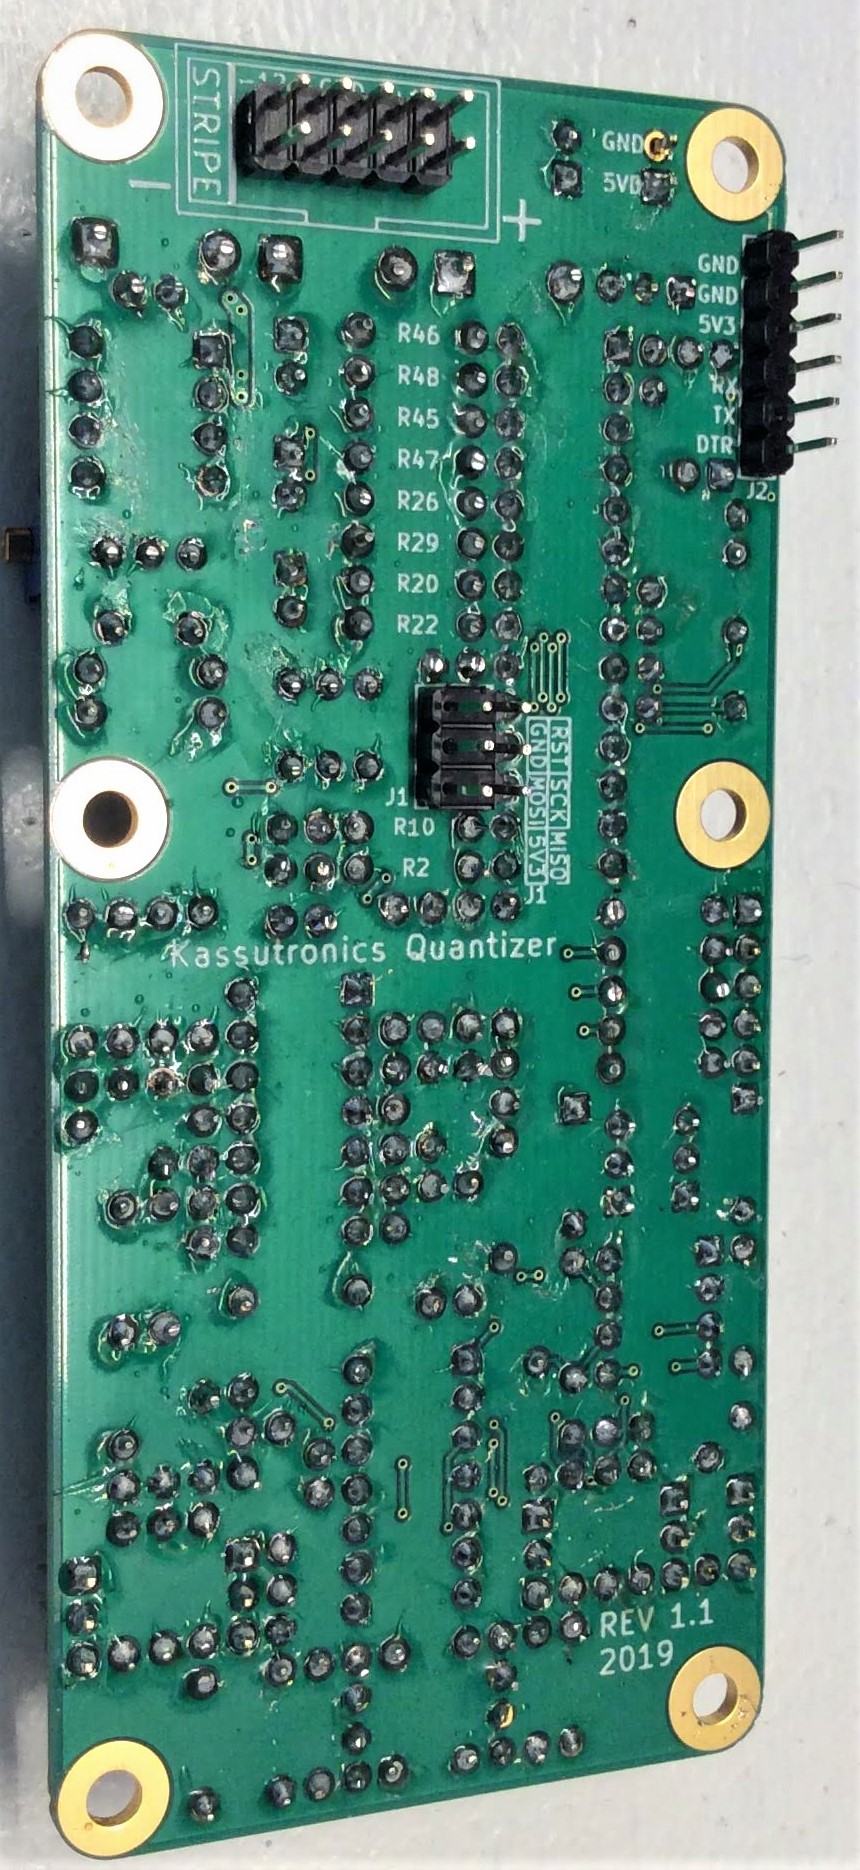 STRIPE
-12
GND
5VD
−
+
GND
GND
5V3
RX
TX
DTR
J2
R46
R48
R45
R47
R26
R29
R20
R22
RST SCK MISO
GND MOSI 5V3
J1
J1
R10
R2
Kassutronics Quantizer
REV 1.1
2019